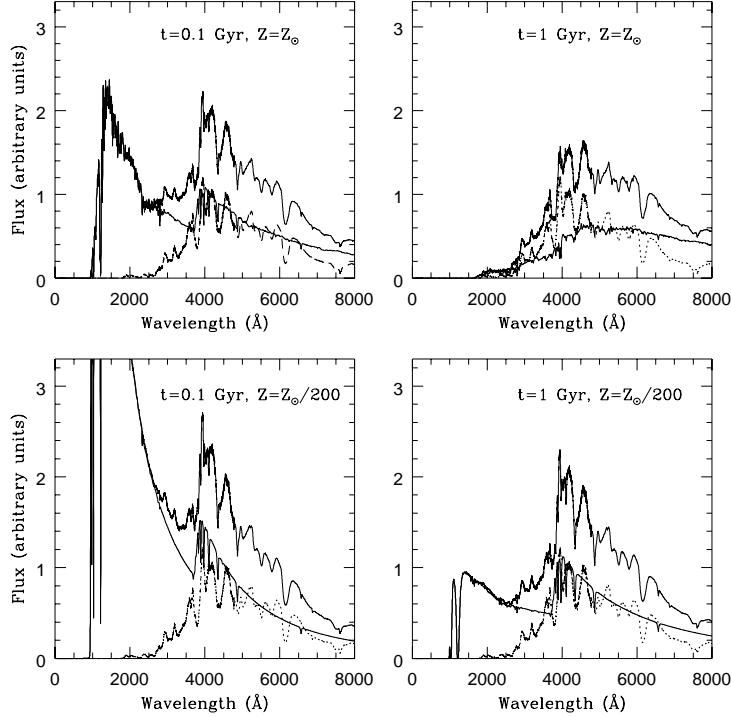 t=0.1 Gyr, Z=Z⊙
3
2
1
0
Flux (arbitrary units)
0 2000 4000 6000 8000
Wavelength (Å)
t=1 Gyr, Z=Z⊙
3
2
1
0
0 2000 4000 6000 8000
Wavelength (Å)
t=0.1 Gyr, Z=Z⊙/200
3
2
1
0
Flux (arbitrary units)
0 2000 4000 6000 8000
Wavelength (Å)
t=1 Gyr, Z=Z⊙/200
3
2
1
0
0 2000 4000 6000 8000
Wavelength (Å)